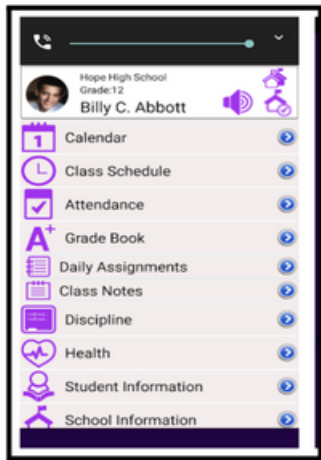 Hope High School
Grade:12
Billy C. Abbott
1 Calendar
Class Schedule
Attendance
A+ Grade Book
Daily Assignments
Class Notes
Discipline
Health
Student Information
School Information